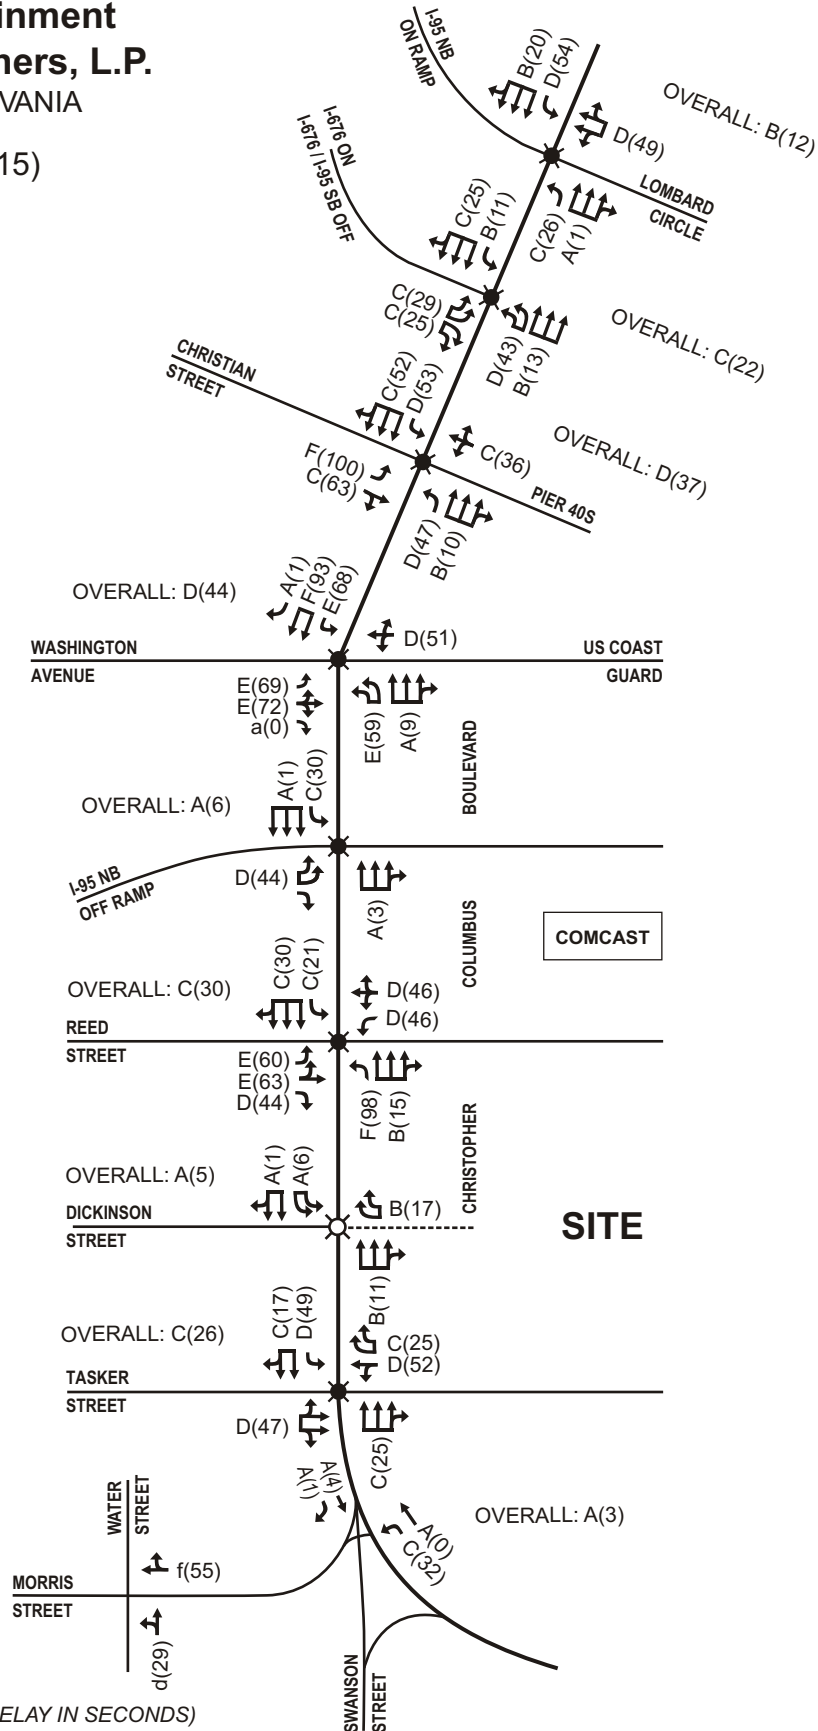 inment
ners, L.P.
VANIA
15)
I-95 NB
ON RAMP
B(20)
D(54)
D(49)
OVERALL: B(12)
LOMBARD
CIRCLE
C(26)
A(1)
I-676 ON
I-676 / I-95 SB OFF
C(25)
B(11)
C(29)
C(25)
D(43)
B(13)
OVERALL: C(22)
CHRISTIAN
STREET
C(52)
D(53)
C(36)
OVERALL: D(37)
F(100)
C(63)
PIER 40S
D(47)
B(10)
OVERALL: D(44)
A(1)
F(93)
E(68)
D(51)
WASHINGTON
AVENUE
US COAST
GUARD
E(69)
E(72)
a(0)
E(59)
A(9)
BOULEVARD
OVERALL: A(6)
A(1)
C(30)
I-95 NB
OFF RAMP
D(44)
A(3)
COLUMBUS
COMCAST
OVERALL: C(30)
C(30)
C(21)
D(46)
D(46)
REED
STREET
E(60)
E(63)
D(44)
F(98)
B(15)
CHRISTOPHER
OVERALL: A(5)
A(1)
A(6)
B(17)
DICKINSON
STREET
SITE
B(11)
OVERALL: C(26)
C(17)
D(49)
C(25)
D(52)
TASKER
STREET
D(47)
C(25)
A(1)
A(4)
OVERALL: A(3)
A(0)
C(32)
WATER
STREET
f(55)
MORRIS
STREET
d(29)
SWANSON
STREET
ELAY IN SECONDS)